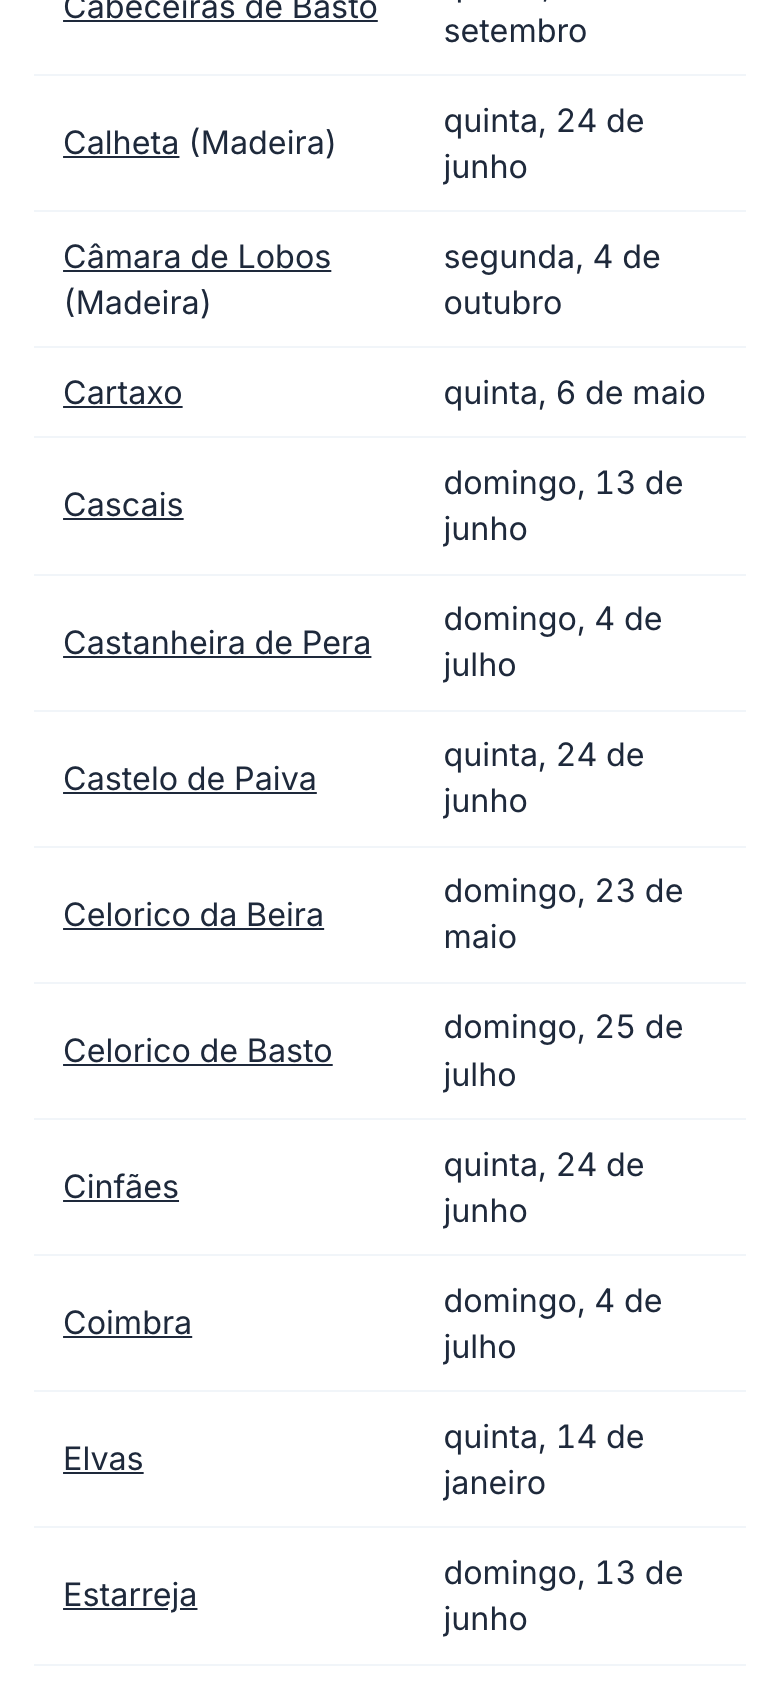 Cabeceiras de Basto
setembro
Calheta (Madeira)
quinta, 24 de
junho
Câmara de Lobos
(Madeira)
segunda, 4 de
outubro
Cartaxo
quinta, 6 de maio
Cascais
domingo, 13 de
junho
Castanheira de Pera
domingo, 4 de
julho
Castelo de Paiva
quinta, 24 de
junho
Celorico da Beira
domingo, 23 de
maio
Celorico de Basto
domingo, 25 de
julho
Cinfães
quinta, 24 de
junho
Coimbra
domingo, 4 de
julho
Elvas
quinta, 14 de
janeiro
Estarreja
domingo, 13 de
junho